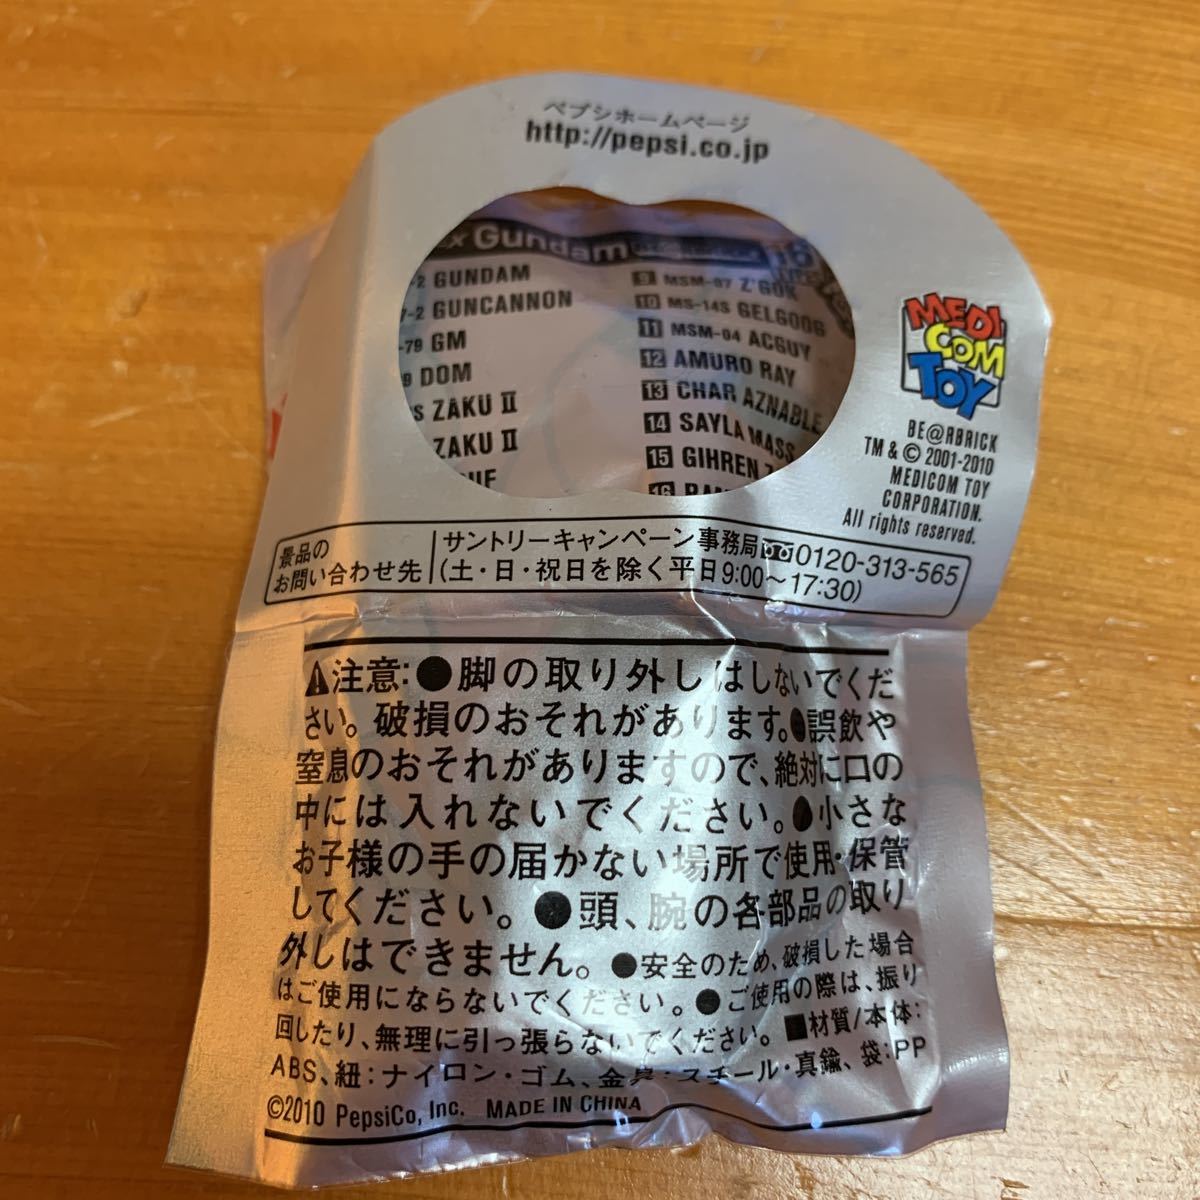 ペプシホームページ
http://pepsi.co.jp
Gundam
-2 GUNDAM
-2 GUNCANNON
-79 GM
DOM
S ZAKU II
ZAKU II
9 MSM-07 Z'GOK
10 MS-14S GELGOOG
11 MSM-04 ACGUY
12 AMURO RAY
13 CHAR AZNABLE
14 SAYLA MASS
15 GIHREN
16
MEDI
COM
TOY
BE@RBRICK
TM & © 2001-2010
MEDICOM TOY
CORPORATION.
All rights reserved.
景品の
お問い合わせ先
サントリーキャンペーン事務局 0120-313-565
(土・日・祝日を除く平日9:00〜17:30)
注意:●脚の取り外しはしないでくだ
さい。破損のおそれがあります。●誤飲や
窒息のおそれがありますので、絶対に口の
中には入れないでください。●小さな
お子様の手の届かない場所で使用・保管
してください。●頭、腕の各部品の取り
外しはできません。●安全のため、破損した場合
はご使用にならないでください。●ご使用の際は、振り
回したり、無理に引っ張らないでください。■材質/本体:
ABS、紐:ナイロン・ゴム、金具・スチール・真鍮、袋:PP
©2010 PepsiCo, Inc. MADE IN CHINA